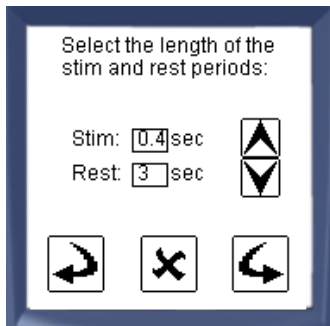 Select the length of the
stim and rest periods:
Stim: 0.4 sec
Rest: 3 sec